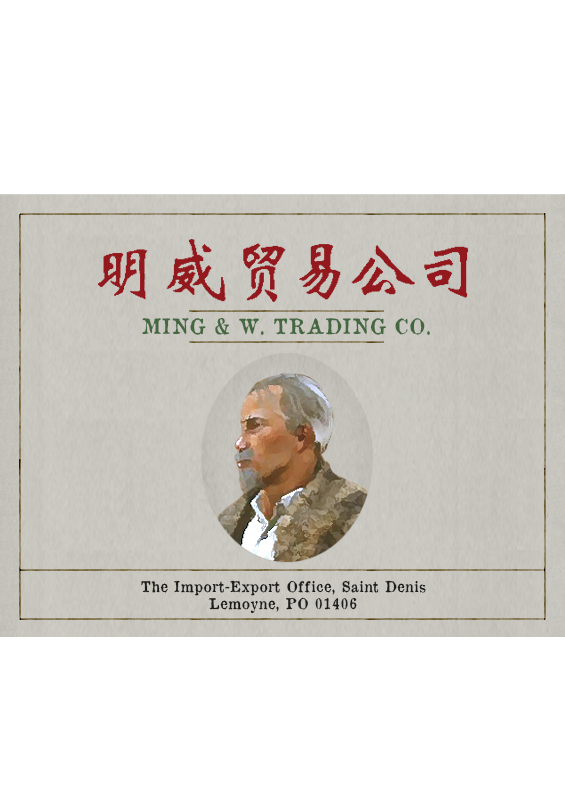 明威贸易公司
MING & W. TRADING CO.
The Import-Export Office, Saint Denis
Lemoyne, PO 01406